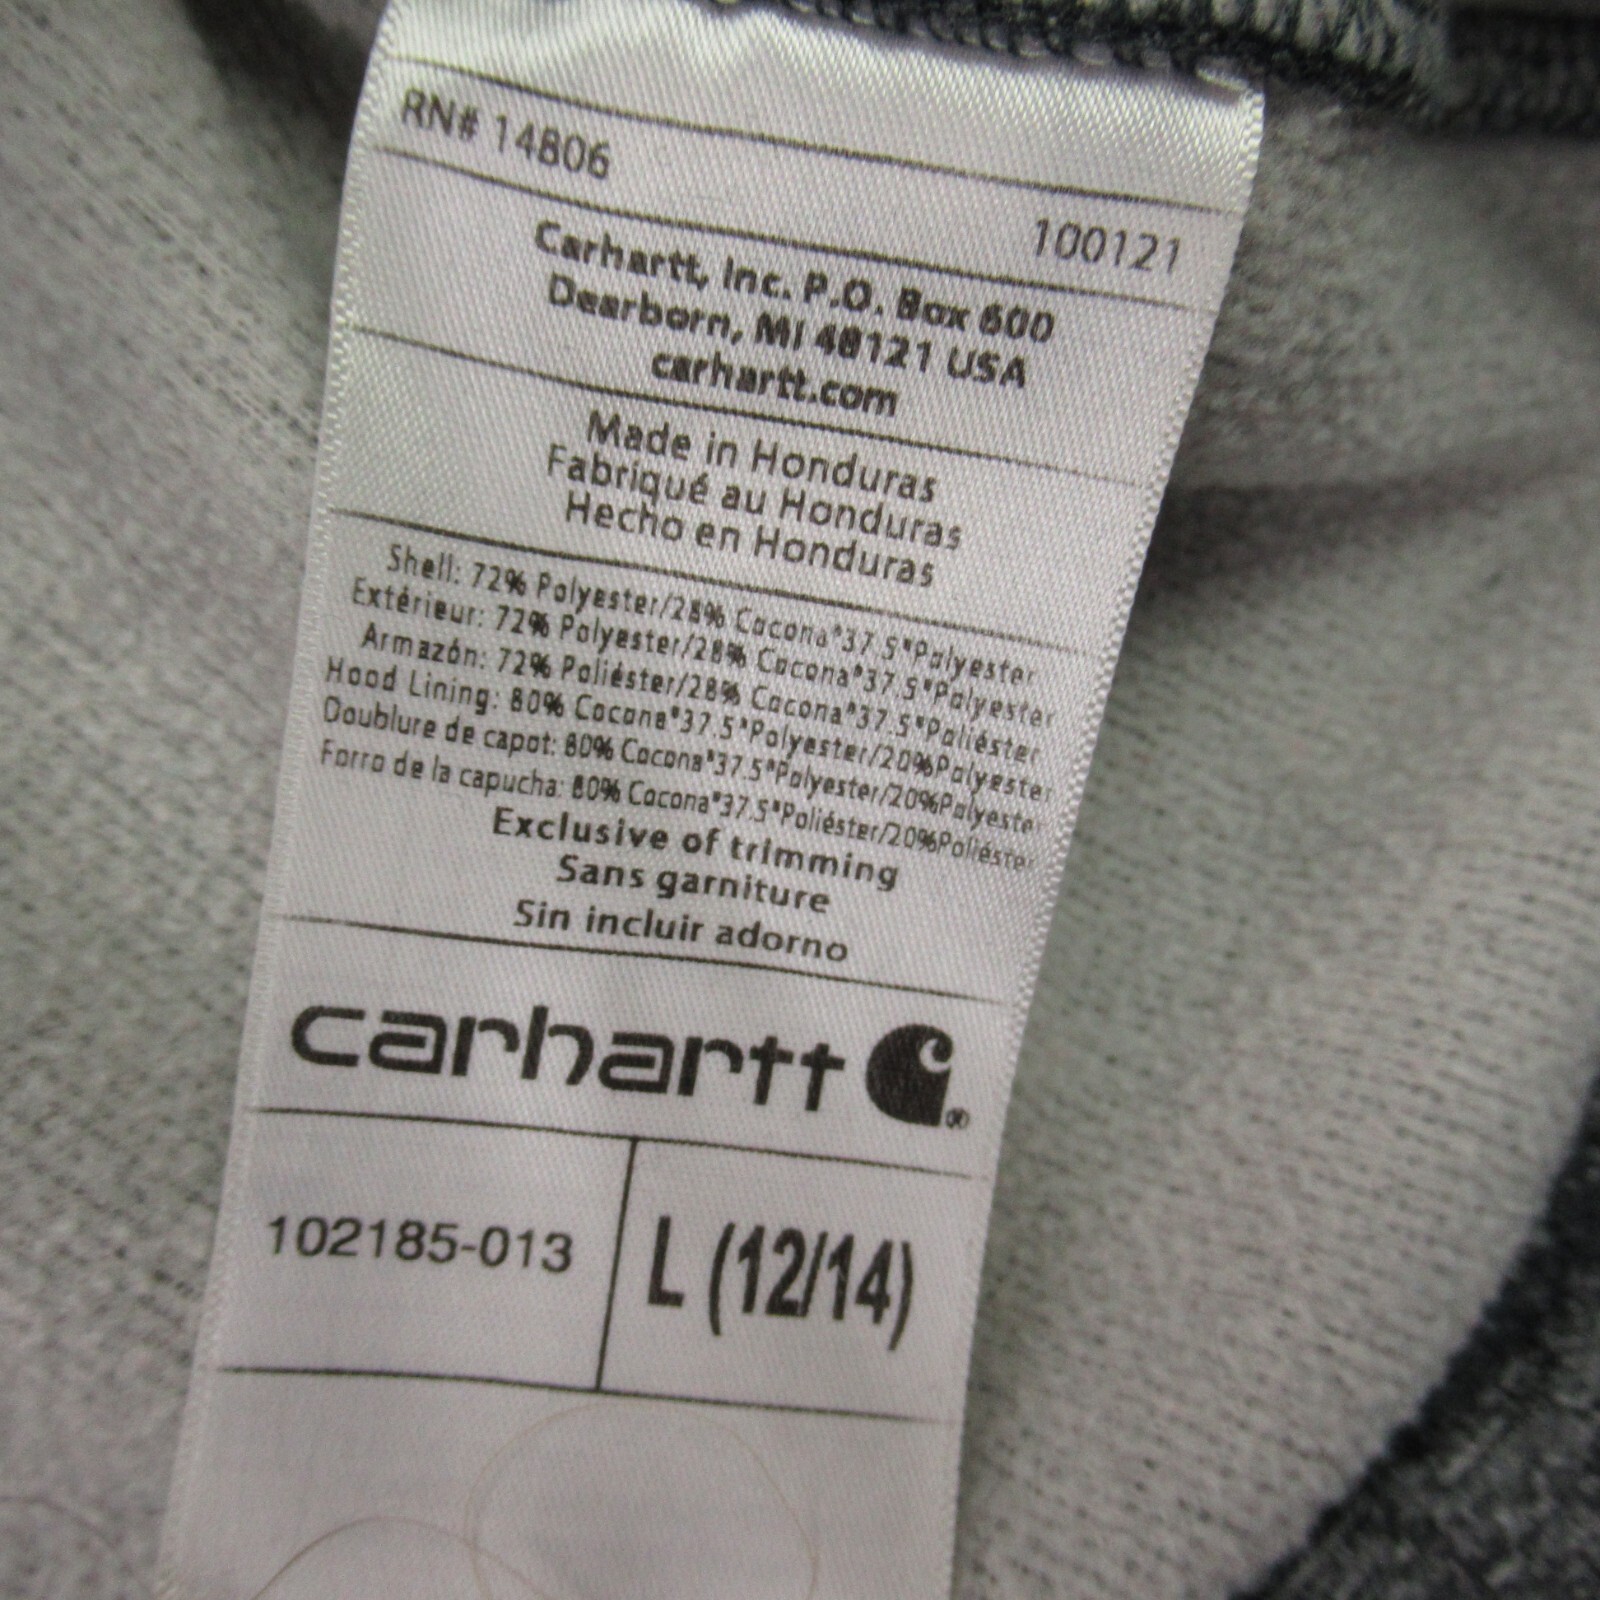 RN# 14806
100121
Carhartt, Inc. P.O. Box 600
Dearborn, MI 48121 USA
carhartt.com
Made in Honduras
Fabriqué au Honduras
Hecho en Honduras
Shell: 72% Polyester/28% Cocona®37.5®Polyester
Extérieur: 72% Polyester/28% Cocona®37.5®Polyester
Armazón: 72% Poliéster/28% Cocona®37.5®Poliéster
Hood Lining: 80% Cocona®37.5®Polyester/20%Polyester
Doublure de capot: 80% Cocona®37.5®Polyester/20%Polyester
Forro de la capucha: 80% Cocona®37.5®Poliéster/20%Poliéster
Exclusive of trimming
Sans garniture
Sin incluir adorno
carhartt ®
102185-013
L (12/14)